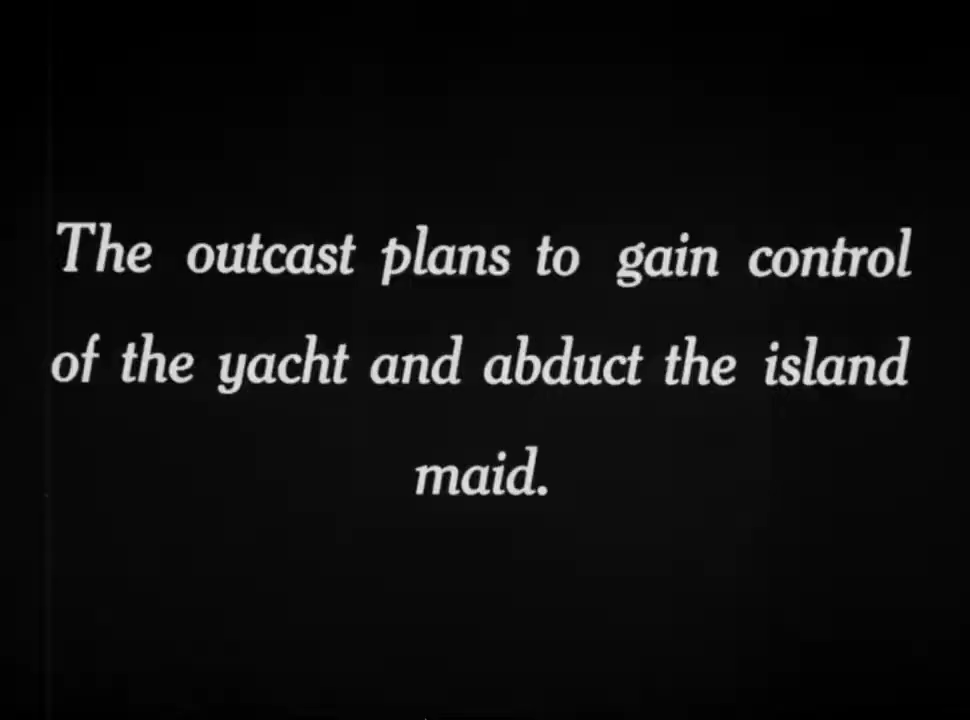 The outcast plans to gain control
of the yacht and abduct the island
maid.